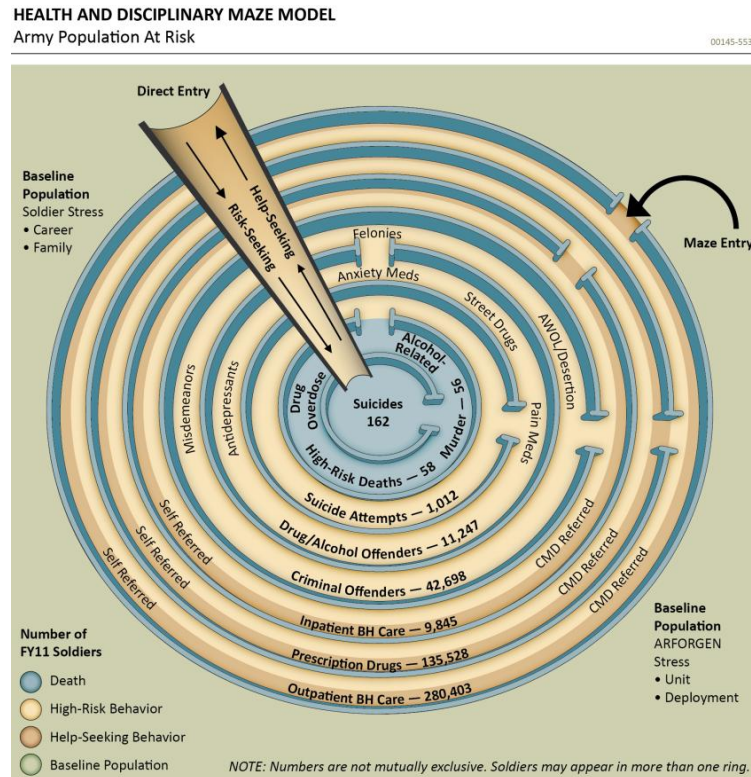 HEALTH AND DISCIPLINARY MAZE MODEL
Army Population At Risk
00145-553
Direct Entry
Baseline
Population
Soldier Stress
• Career
• Family
Help-Seeking
Risk-Seeking
Maze Entry
Felonies
Anxiety Meds
Street Drugs
AWOL/Desertion
Pain Meds
Misdemeanors
Antidepressants
Alcohol-
Related
Drug
Overdose
Suicides
162
Murder — 56
High-Risk Deaths — 58
Suicide Attempts — 1,012
Drug/Alcohol Offenders — 11,247
Criminal Offenders — 42,698
Self Referred
Inpatient BH Care — 9,845
CMD Referred
Self Referred
Prescription Drugs — 135,528
CMD Referred
Self Referred
Outpatient BH Care — 280,403
CMD Referred
Baseline
Population
ARFORGEN
Stress
• Unit
• Deployment
Number of
FY11 Soldiers
Death
High-Risk Behavior
Help-Seeking Behavior
Baseline Population
NOTE: Numbers are not mutually exclusive. Soldiers may appear in more than one ring.